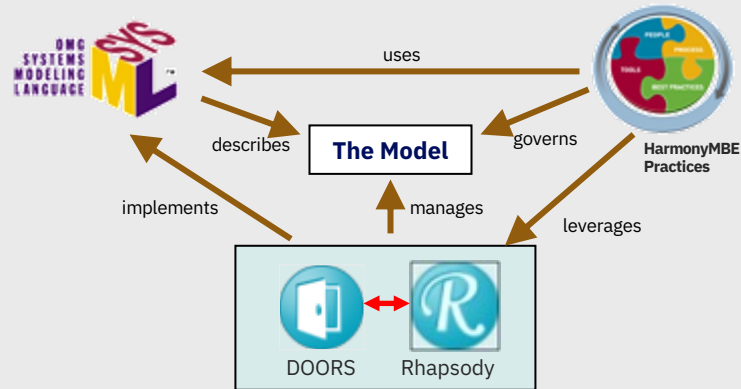 OMG
SYSTEMS
MODELING
LANGUAGE
SYS
ML
TM
uses
PEOPLE
PROCESS
TOOLS
BEST PRACTICES
describes
The Model
governs
HarmonyMBE
Practices
implements
manages
leverages
R
DOORS
Rhapsody